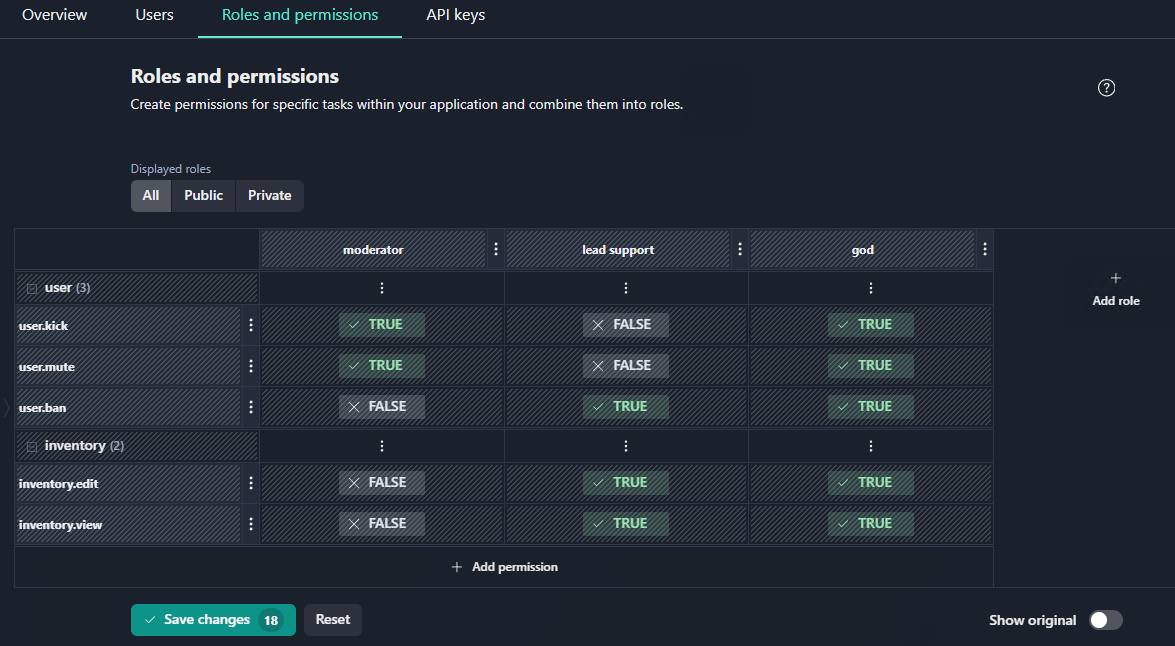 Overview Users Roles and permissions API keys
Roles and permissions
Create permissions for specific tasks within your application and combine them into roles.
Displayed roles
All Public Private
moderator lead support god
user (3)
Add role
user.kick TRUE FALSE TRUE
user.mute TRUE FALSE TRUE
user.ban FALSE TRUE TRUE
inventory (2)
inventory.edit FALSE TRUE TRUE
inventory.view FALSE TRUE TRUE
Add permission
Save changes 18 Reset Show original